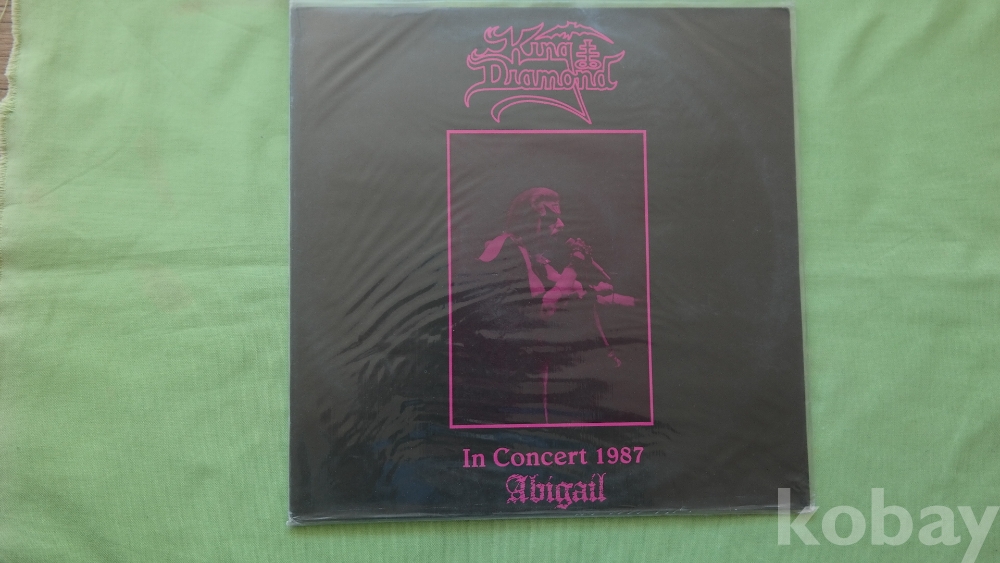 King
Diamond
In Concert 1987
Abigail
kobay